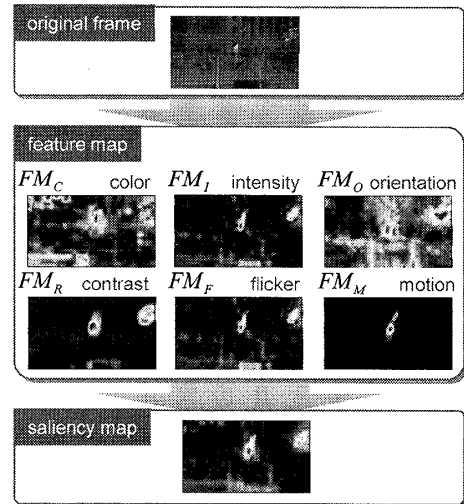 original frame
feature map
FM_C color FM_I intensity FM_O orientation
FM_R contrast FM_F flicker FM_M motion
saliency map